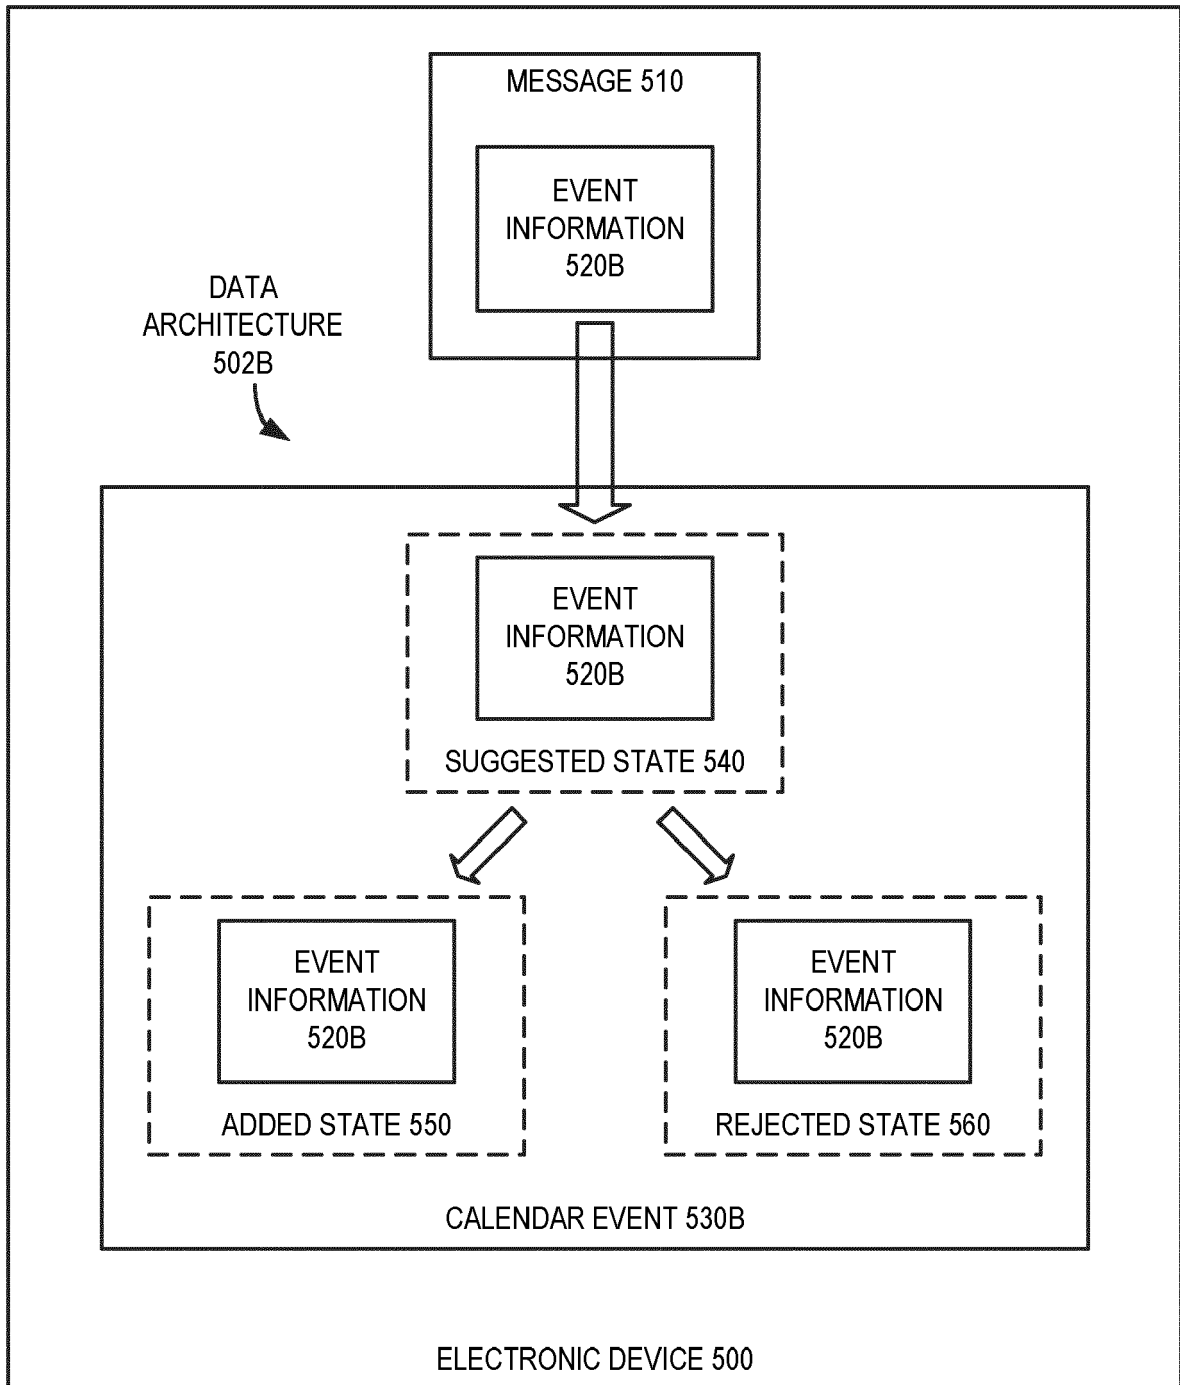 MESSAGE 510
EVENT
INFORMATION
520B
DATA
ARCHITECTURE
502B
EVENT
INFORMATION
520B
SUGGESTED STATE 540
EVENT
INFORMATION
520B
ADDED STATE 550
EVENT
INFORMATION
520B
REJECTED STATE 560
CALENDAR EVENT 530B
ELECTRONIC DEVICE 500